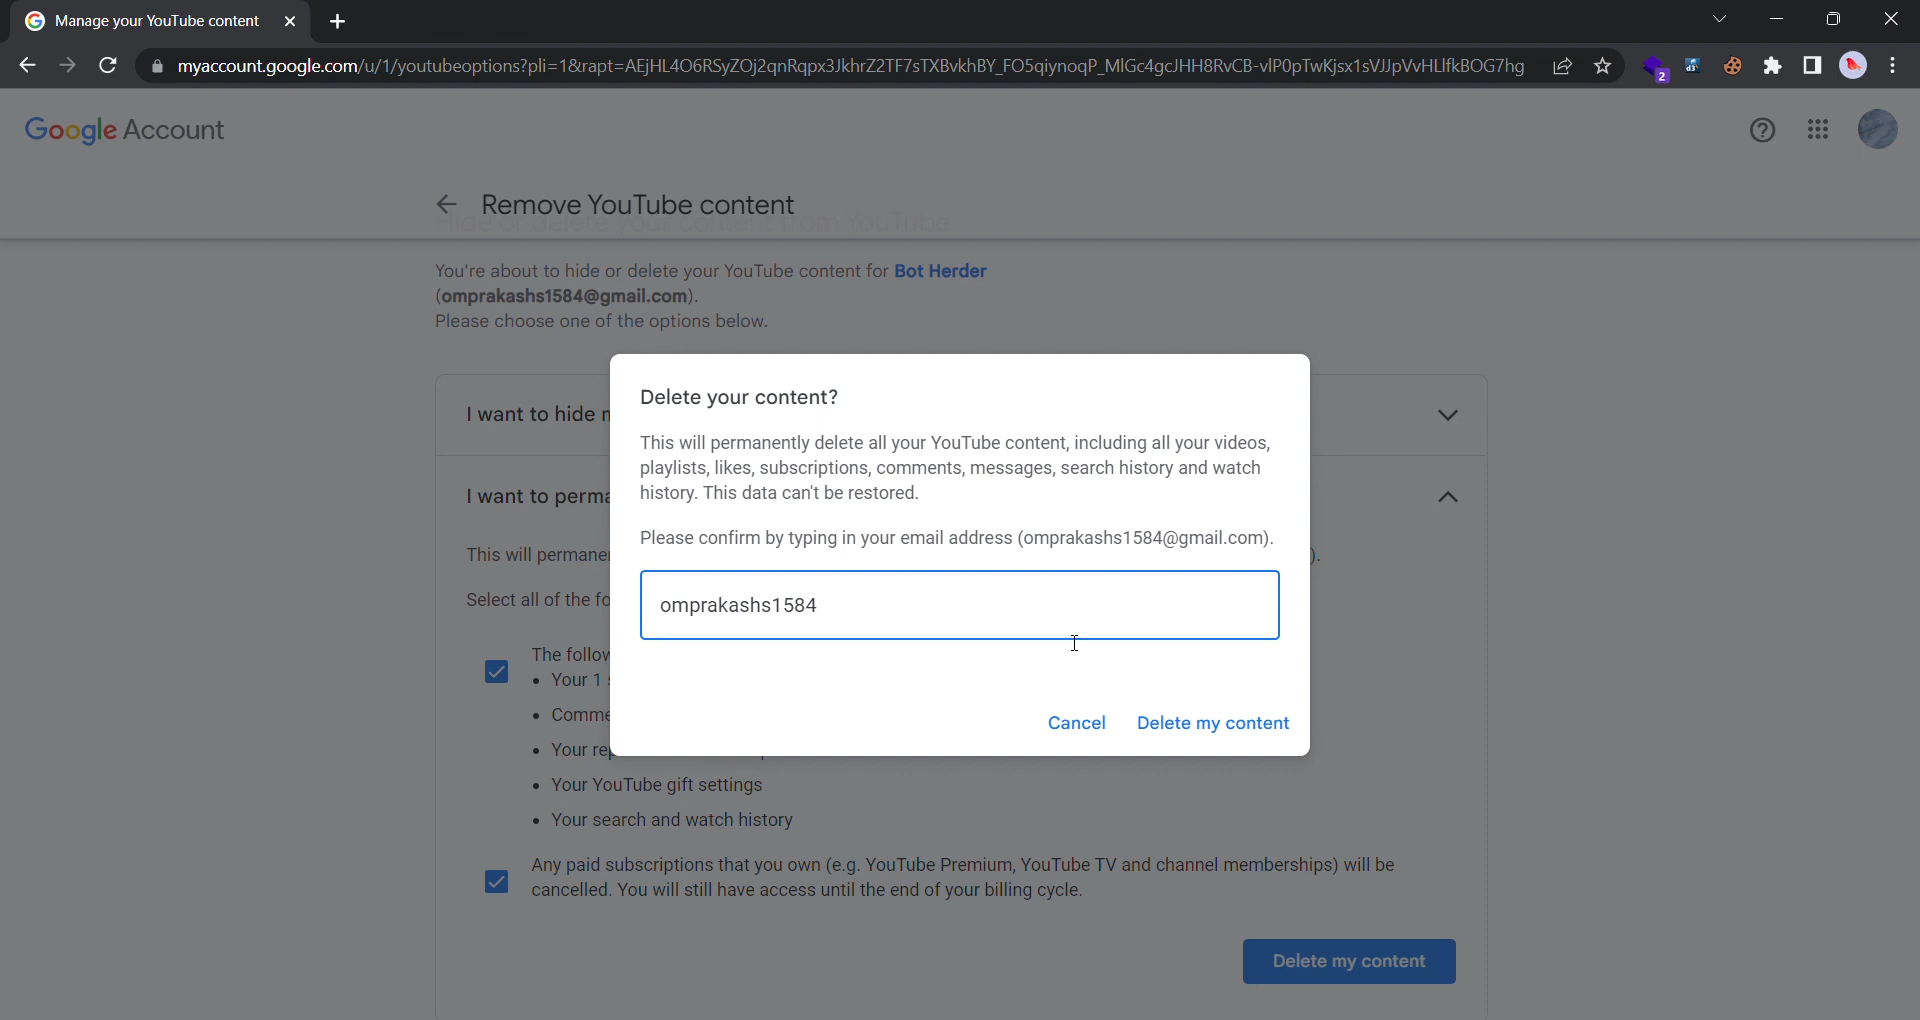 Manage your YouTube content
myaccount.google.com/u/1/youtubeoptions?pli=1&rapt=AEjHL4O6RSyZOj2qnRqpx3JkhrZ2TF7sTXBvkhBY_FO5qiynoqP_MlGc4gcJHH8RvCB-vlP0pTwKjsx1sVJJpVvHLlfkBOG7hg
2
Google Account
Remove YouTube content
Hide or delete your content from YouTube
You're about to hide or delete your YouTube content for Bot Herder
(omprakashs1584@gmail.com).
Please choose one of the options below.
I want to hide
Delete your content?
This will permanently delete all your YouTube content, including all your videos,
playlists, likes, subscriptions, comments, messages, search history and watch
history. This data can't be restored.
I want to perma
Please confirm by typing in your email address (omprakashs1584@gmail.com).
This will permane
).
Select all of the fo
omprakashs1584
The follow
• Your 1
• Comme
• Your rep
Cancel
Delete my content
• Your YouTube gift settings
• Your search and watch history
Any paid subscriptions that you own (e.g. YouTube Premium, YouTube TV and channel memberships) will be
cancelled. You will still have access until the end of your billing cycle.
Delete my content